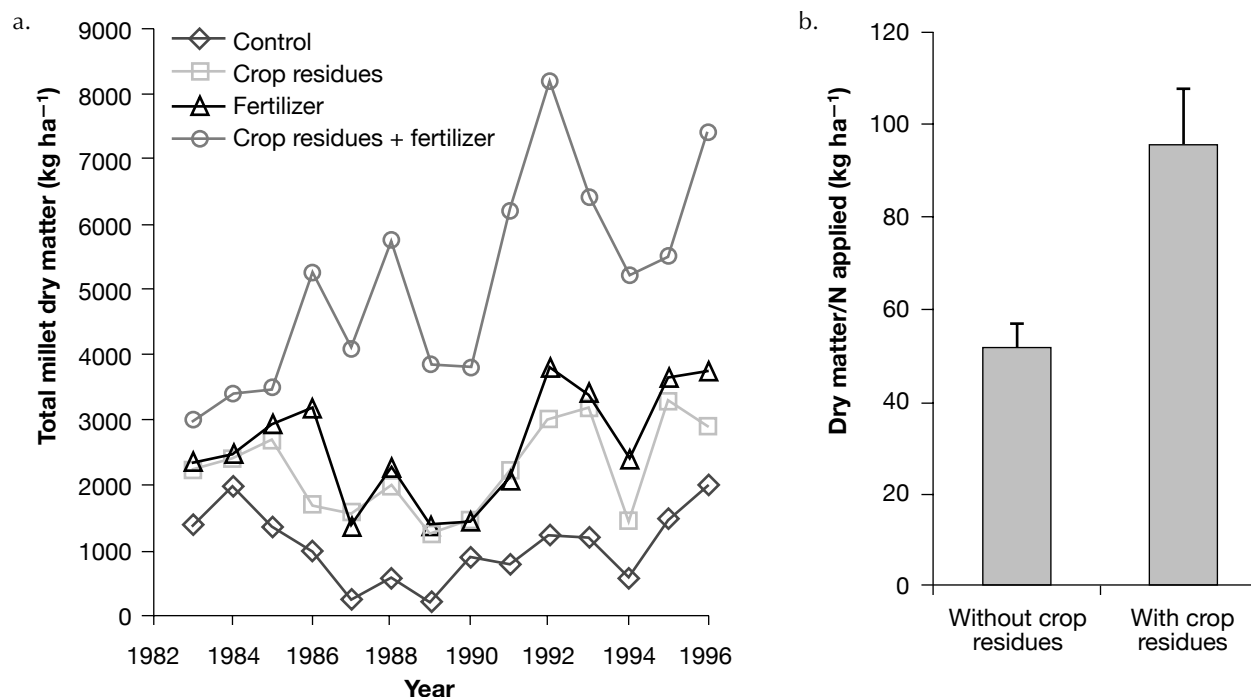 a.
Total millet dry matter (kg ha⁻¹)
9000
8000
7000
6000
5000
4000
3000
2000
1000
0
Control
Crop residues
Fertilizer
Crop residues + fertilizer
1982 1984 1986 1988 1990 1992 1994 1996
Year
b.
Dry matter/N applied (kg ha⁻¹)
120
100
80
60
40
20
0
Without crop
residues
With crop
residues